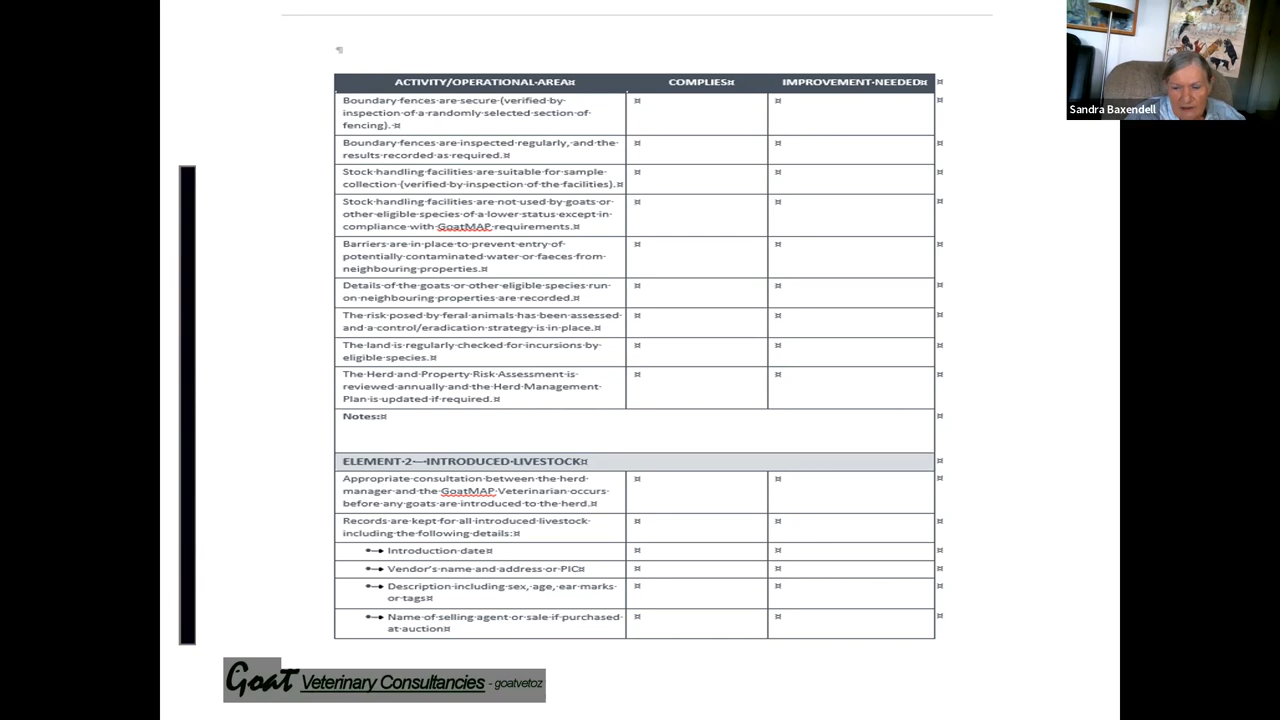 ¶
ACTIVITY/OPERATIONAL·AREA¤ COMPLIES¤ IMPROVEMENT·NEEDED¤ ¤
Boundary·fences·are·secure·(verified·by·
inspection·of·a·randomly·selected·section·of·
fencing).·¤ ¤ ¤ ¤
Boundary·fences·are·inspected·regularly,·and·the·
results·recorded·as·required.¤ ¤ ¤ ¤
Stock·handling·facilities·are·suitable·for·sample·
collection·(verified·by·inspection·of·the·facilities).¤ ¤ ¤ ¤
Stock·handling·facilities·are·not·used·by·goats·or·
other·eligible·species·of·a·lower·status·except·in·
compliance·with·GoatMAP·requirements.¤ ¤ ¤ ¤
Barriers·are·in·place·to·prevent·entry·of·
potentially·contaminated·water·or·faeces·from·
neighbouring·properties.¤ ¤ ¤ ¤
Details·of·the·goats·or·other·eligible·species·run·
on·neighbouring·properties·are·recorded.¤ ¤ ¤ ¤
The·risk·posed·by·feral·animals·has·been·assessed·
and·a·control/eradication·strategy·is·in·place.¤ ¤ ¤ ¤
The·land·is·regularly·checked·for·incursions·by·
eligible·species.¤ ¤ ¤ ¤
The·Herd·and·Property·Risk·Assessment·is·
reviewed·annually·and·the·Herd·Management·
Plan·is·updated·if·required.¤ ¤ ¤ ¤
Notes:¤ ¤
ELEMENT·2·—·INTRODUCED·LIVESTOCK¤ ¤
Appropriate·consultation·between·the·herd·
manager·and·the·GoatMAP·Veterinarian·occurs·
before·any·goats·are·introduced·to·the·herd.¤ ¤ ¤ ¤
Records·are·kept·for·all·introduced·livestock·
including·the·following·details:¤ ¤ ¤ ¤
•→Introduction·date¤ ¤ ¤ ¤
•→Vendor's·name·and·address·or·PIC¤ ¤ ¤ ¤
•→Description·including·sex,·age,·ear·marks·
or·tags¤ ¤ ¤ ¤
•→Name·of·selling·agent·or·sale·if·purchased·
at·auction¤ ¤ ¤ ¤
Goat Veterinary Consultancies - goatvetoz
Sandra Baxendell